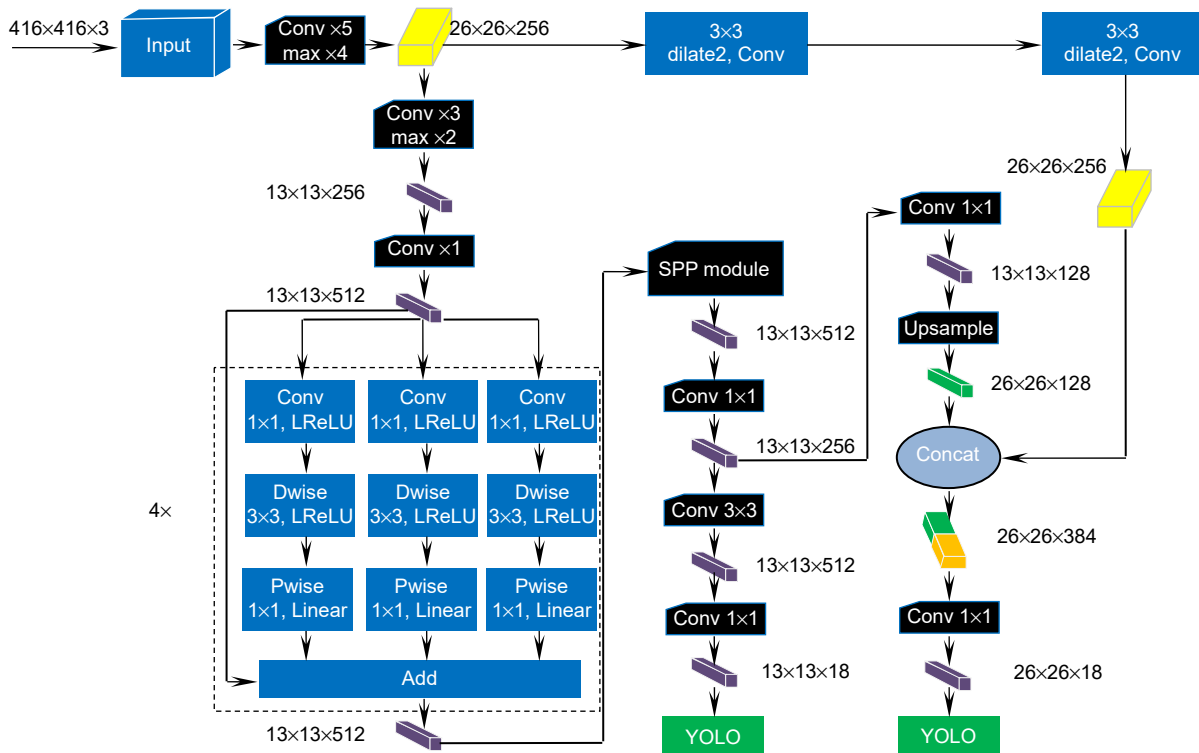 416×416×3
Input
Conv ×5
max ×4
26×26×256
3×3
dilate2, Conv
3×3
dilate2, Conv
Conv ×3
max ×2
13×13×256
Conv ×1
13×13×512
Conv
1×1, LReLU
Conv
1×1, LReLU
Conv
1×1, LReLU
Dwise
3×3, LReLU
Dwise
3×3, LReLU
Dwise
3×3, LReLU
4×
Pwise
1×1, Linear
Pwise
1×1, Linear
Pwise
1×1, Linear
Add
13×13×512
SPP module
13×13×512
Conv 1×1
13×13×256
Conv 3×3
13×13×512
Conv 1×1
13×13×18
YOLO
Conv 1×1
13×13×128
Upsample
26×26×128
26×26×256
Concat
26×26×384
Conv 1×1
26×26×18
YOLO